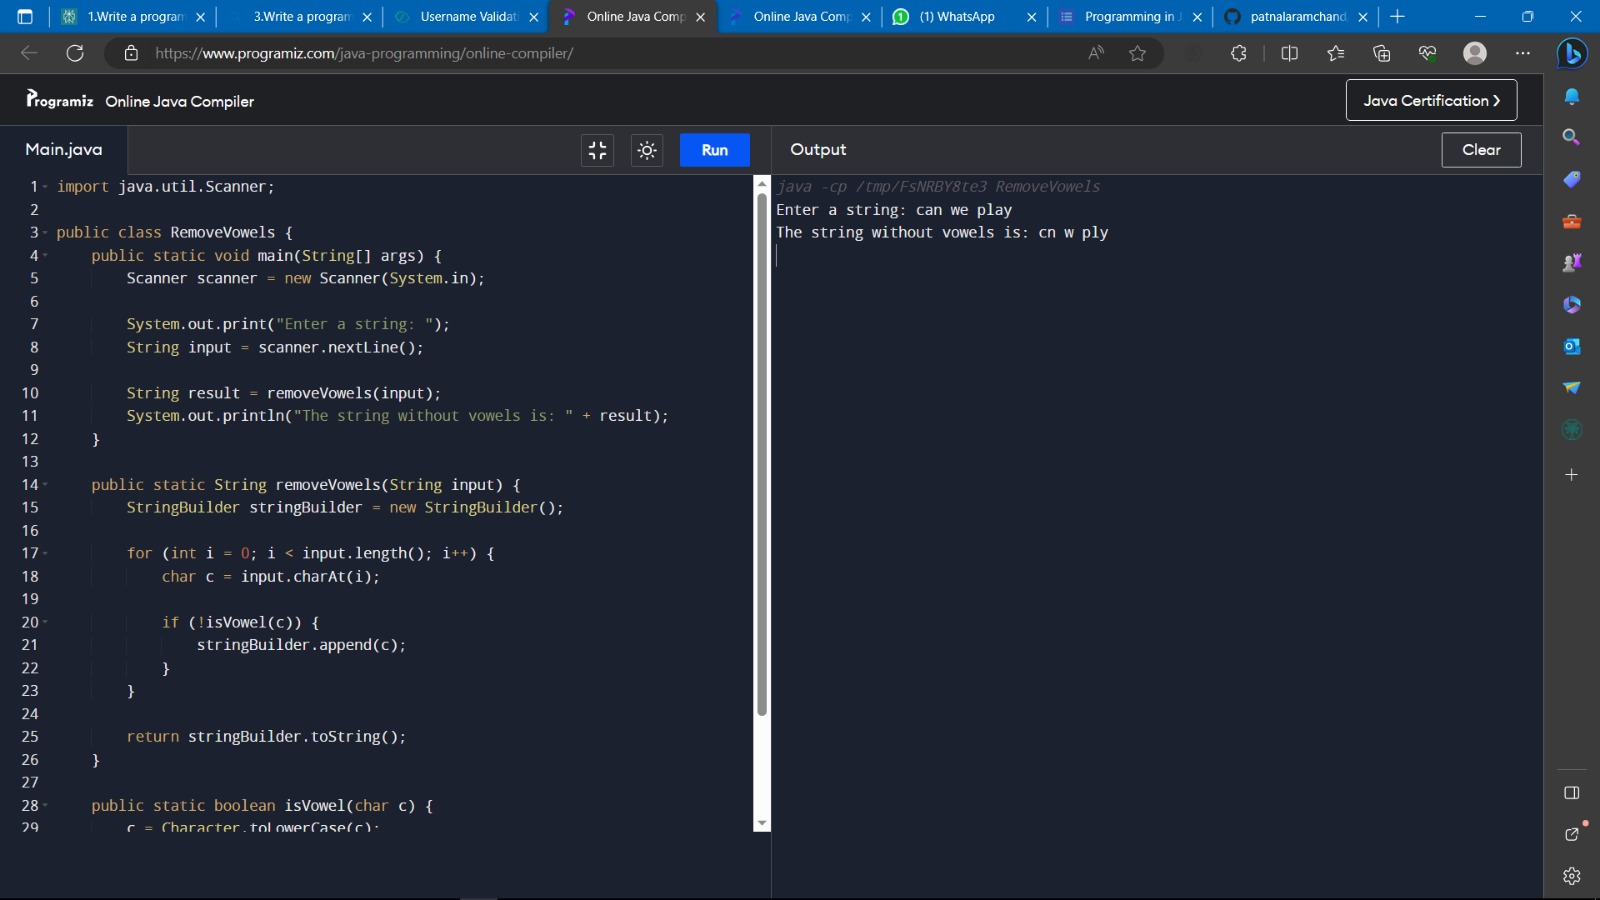 1.Write a program
3.Write a program
Username Validat
Online Java Comp
Online Java Comp
(1) WhatsApp
Programming in J
patnalaramchand
https://www.programiz.com/java-programming/online-compiler/
Programiz Online Java Compiler
Java Certification >
Main.java
Run
Output
Clear
1 import java.util.Scanner;
2
3 public class RemoveVowels {
4 public static void main(String[] args) {
5 Scanner scanner = new Scanner(System.in);
6
7 System.out.print("Enter a string: ");
8 String input = scanner.nextLine();
9
10 String result = removeVowels(input);
11 System.out.println("The string without vowels is: " + result);
12 }
13
14 public static String removeVowels(String input) {
15 StringBuilder stringBuilder = new StringBuilder();
16
17 for (int i = 0; i < input.length(); i++) {
18 char c = input.charAt(i);
19
20 if (!isVowel(c)) {
21 stringBuilder.append(c);
22 }
23 }
24
25 return stringBuilder.toString();
26 }
27
28 public static boolean isVowel(char c) {
29 c = Character.toLowerCase(c);
java -cp /tmp/FsNRBY8te3 RemoveVowels
Enter a string: can we play
The string without vowels is: cn w ply